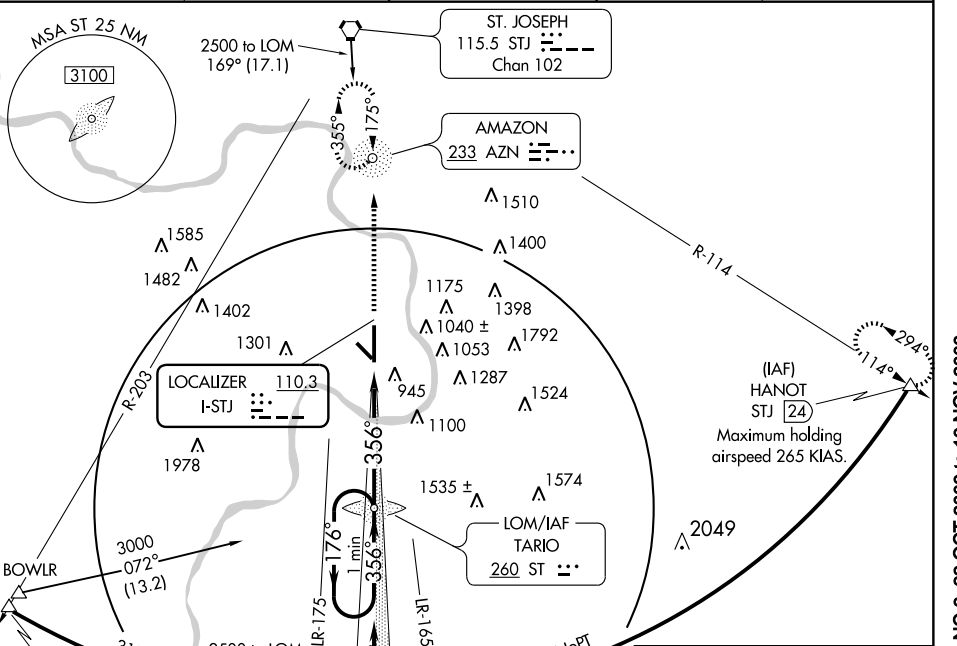 MSA ST 25 NM
3100
2500 to LOM
169° (17.1)
ST. JOSEPH
115.5 STJ
Chan 102
355°
175°
AMAZON
233 AZN
1510
1585
1482
1400
R-114
1402
1175
1398
1040 ±
1792
1301
1053
294°
114°
R-203
LOCALIZER 110.3
I-STJ
945
1287
1524
(IAF)
HANOT
STJ 24
Maximum holding
airspeed 265 KIAS.
1100
356°
1978
1535 ±
1574
LOM/IAF
TARIO
260 ST
2049
176°
1 min
356°
3000
072°
(13.2)
BOWLR
LR-175
LR-165
2500 to LOM
NoPT